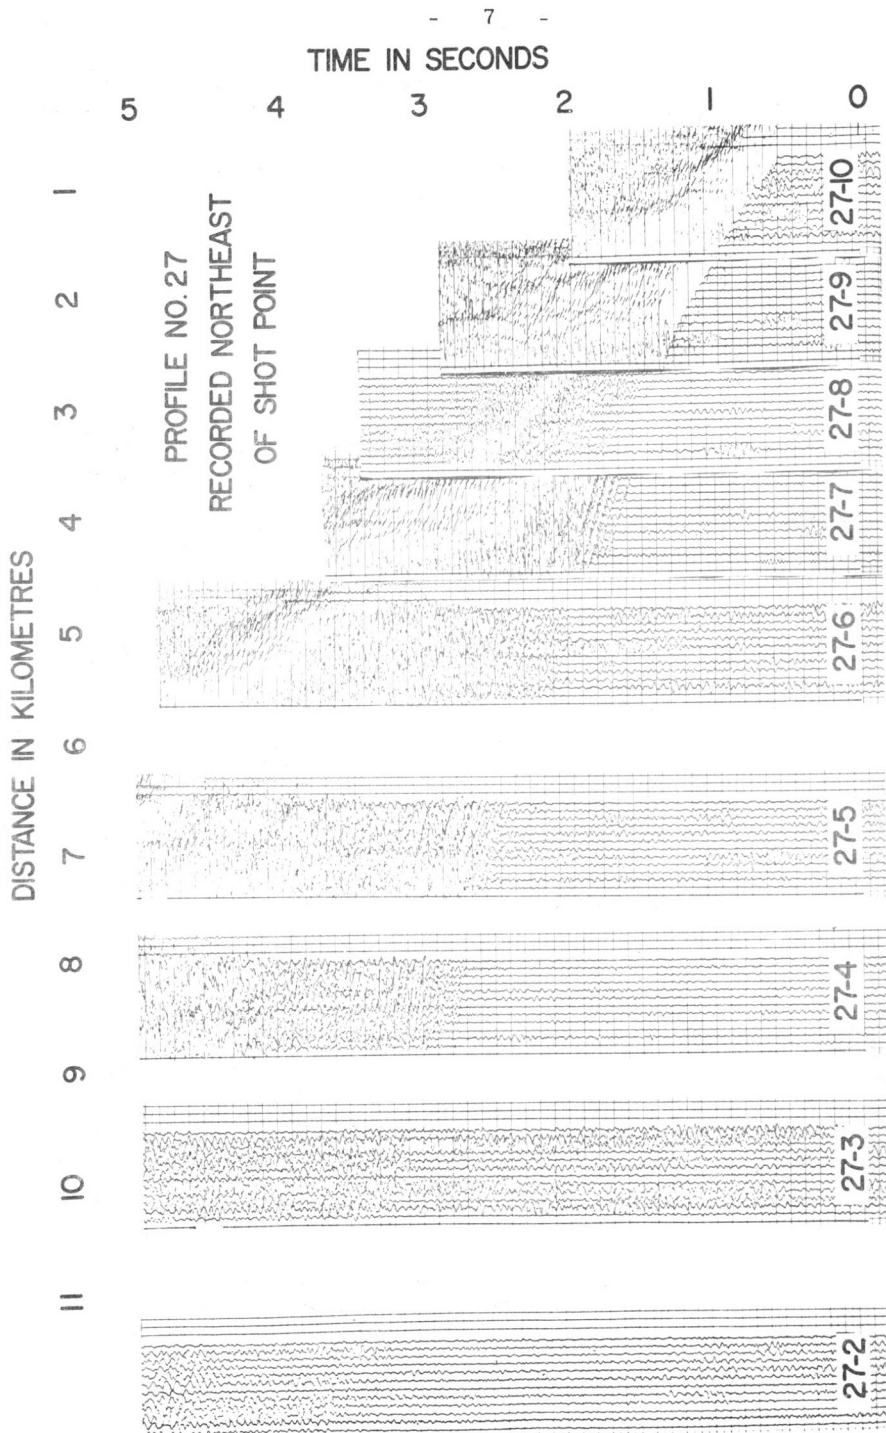 - 7 -
TIME IN SECONDS
5 4 3 2 1 0
DISTANCE IN KILOMETRES
1
2
3
4
5
6
7
8
9
10
11
PROFILE NO. 27
RECORDED NORTHEAST
OF SHOT POINT
27-10
27-9
27-8
27-7
27-6
27-5
27-4
27-3
27-2